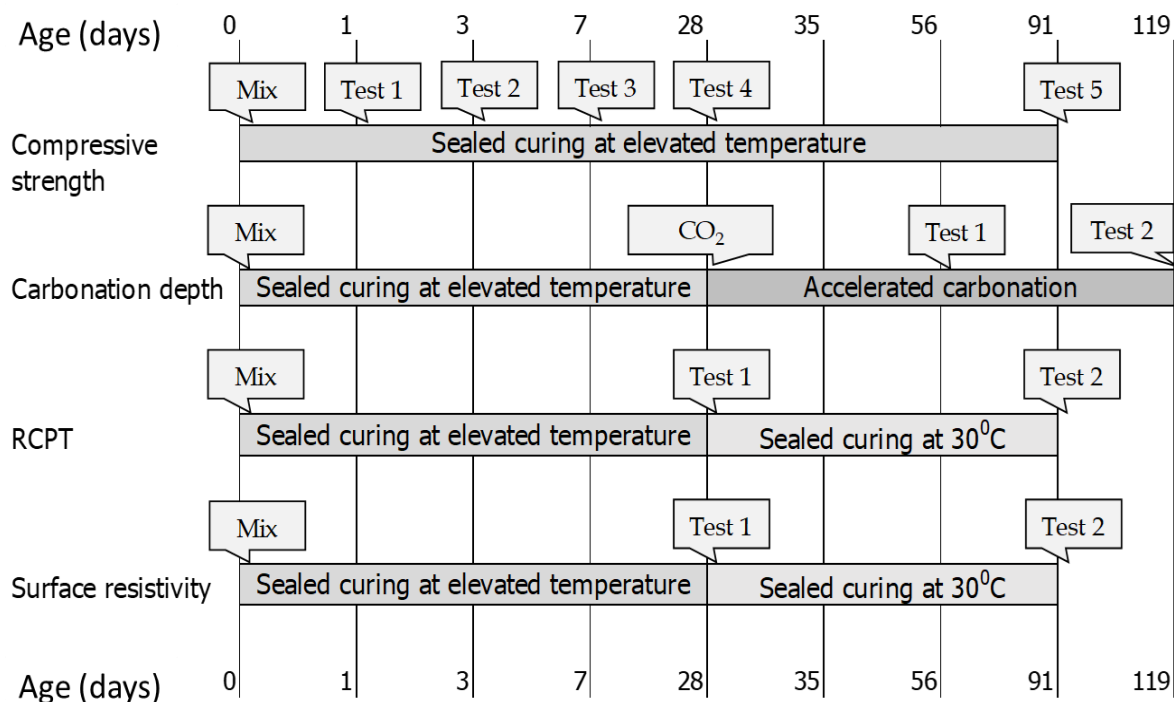 Age (days) 0 1 3 7 28 35 56 91 119
Mix Test 1 Test 2 Test 3 Test 4 Test 5
Compressive strength
Sealed curing at elevated temperature
Mix CO₂ Test 1 Test 2
Carbonation depth Sealed curing at elevated temperature Accelerated carbonation
Mix Test 1 Test 2
RCPT Sealed curing at elevated temperature Sealed curing at 30⁰C
Mix Test 1 Test 2
Surface resistivity Sealed curing at elevated temperature Sealed curing at 30⁰C
Age (days) 0 1 3 7 28 35 56 91 119